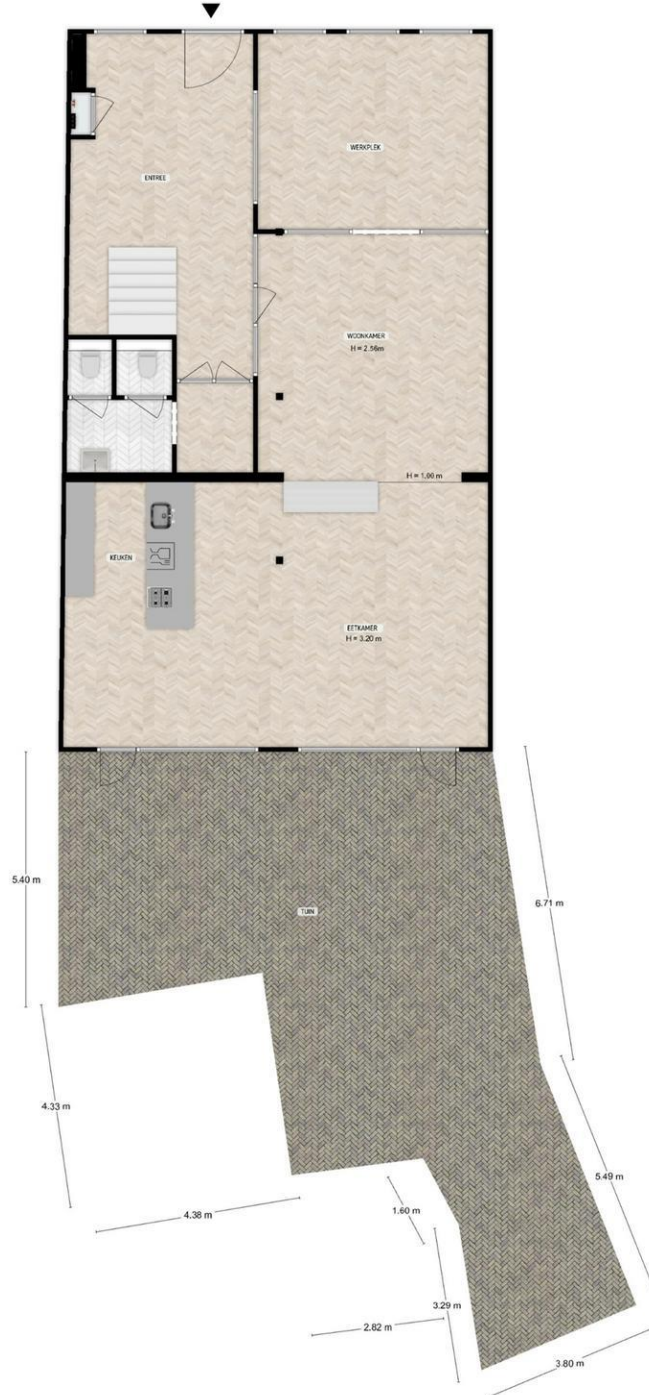 WERKPLEK
ENTREE
WOONKAMER
H = 2.56m
H = 1.00 m
KEUKEN
EETKAMER
H = 3.20 m
5.40 m
6.71 m
TUIN
4.33 m
5.49 m
4.38 m
1.60 m
3.29 m
2.82 m
3.80 m